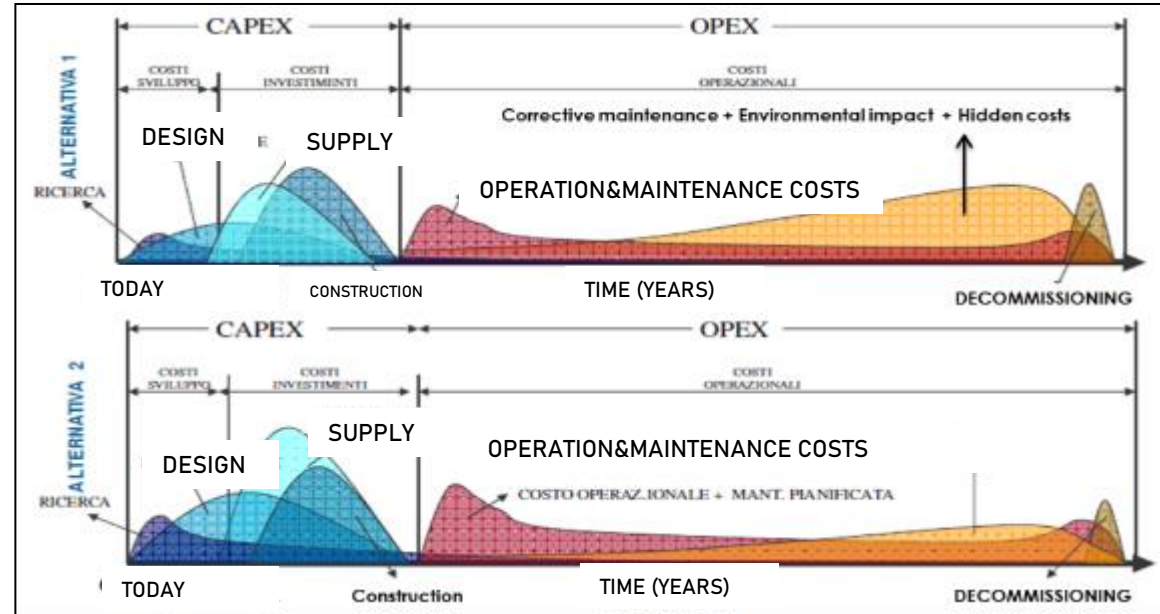 CAPEX
OPEX
ALTERNATIVA 1
COSTI
SVILUPPO
COSTI
INVESTIMENTI
COSTI
OPERAZIONALI
Corrective maintenance + Environmental impact + Hidden costs
DESIGN
E
SUPPLY
RICERCA
OPERATION&MAINTENANCE COSTS
TODAY
CONSTRUCTION
TIME (YEARS)
DECOMMISSIONING
CAPEX
OPEX
ALTERNATIVA 2
COSTI
SVILUPPO
COSTI
INVESTIMENTI
COSTI
OPERAZIONALI
SUPPLY
DESIGN
OPERATION&MAINTENANCE COSTS
RICERCA
COSTO OPERAZIONALE + MANT. PIANIFICATA
TODAY
Construction
TIME (YEARS)
DECOMMISSIONING